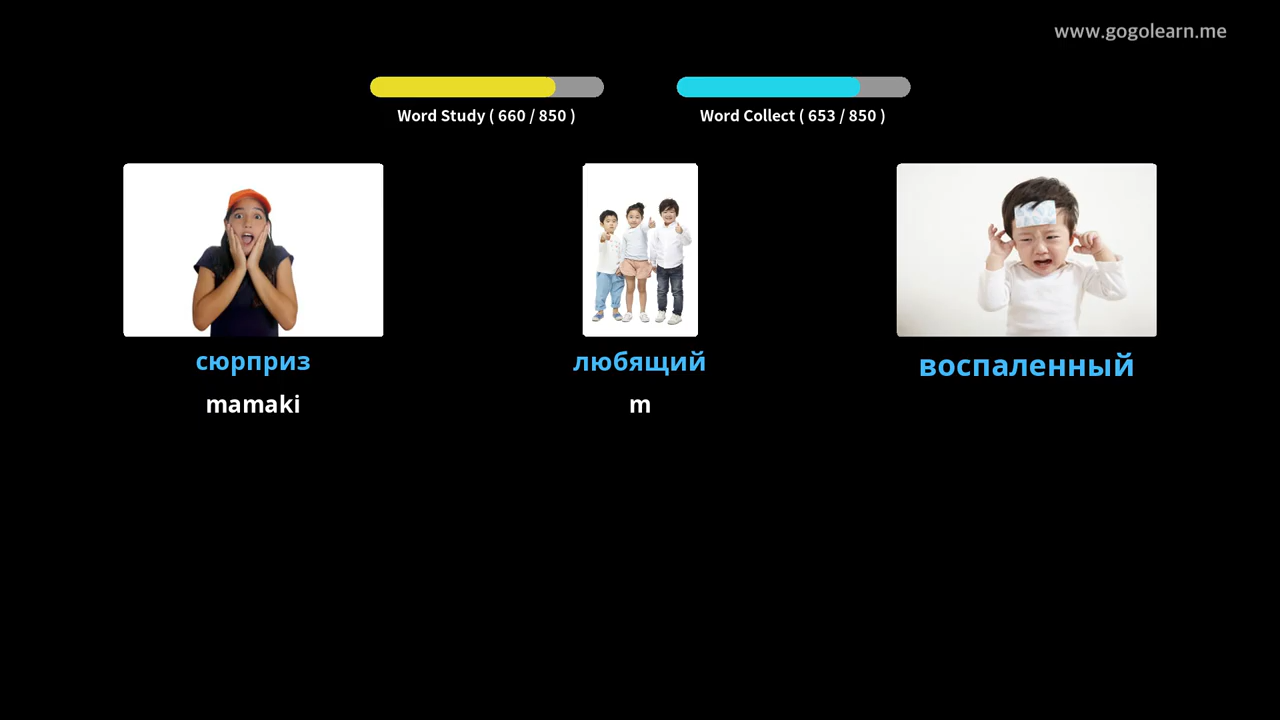 www.gogolearn.me
Word Study ( 660 / 850 )
Word Collect ( 653 / 850 )
сюрприз
любящий
воспаленный
mamaki
m